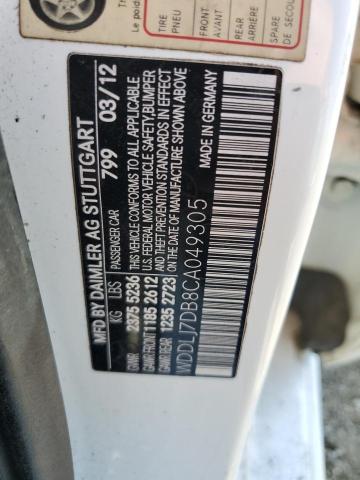 MFD BY DAIMLER AG STUTTGART
799 03/12
KG LBS PASSENGER CAR
GVWR 2375 5236 THIS VEHICLE CONFORMS TO ALL APPLICABLE
GAWR FRONT 1185 2612 U.S. FEDERAL MOTOR VEHICLE SAFETY, BUMPER
GAWR REAR 1235 2723 AND THEFT PREVENTION STANDARDS IN EFFECT
ON THE DATE OF MANUFACTURE SHOWN ABOVE
WDDLJ7DB8CA049305 MADE IN GERMANY
TIRE
PNEU
FRONT
AVANT
REAR
ARRIÈRE
SPARE
DE SECOURS